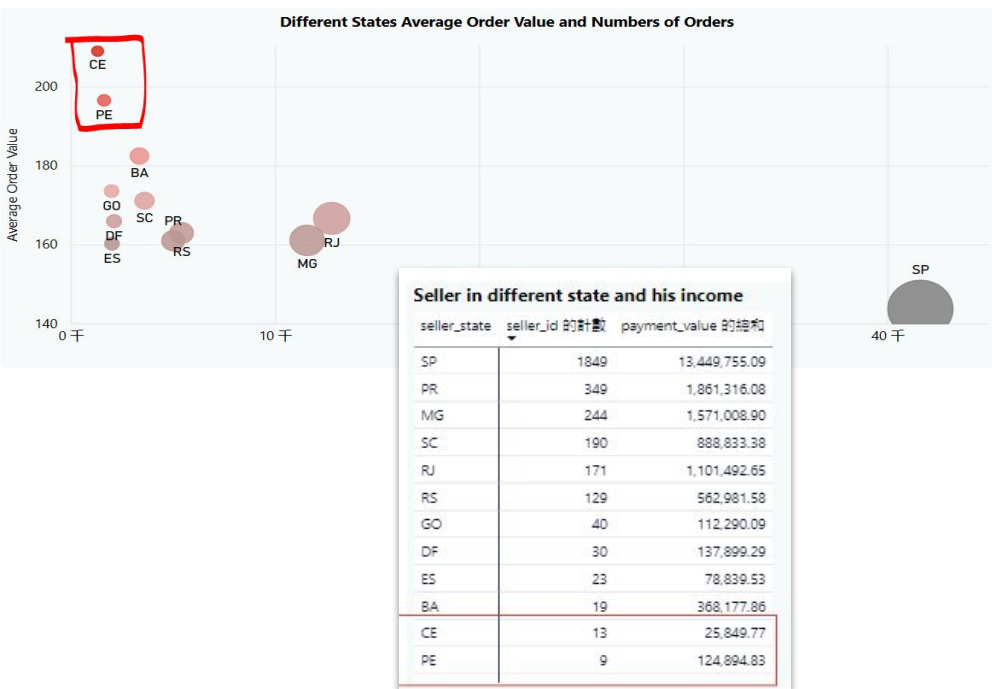 Different States Average Order Value and Numbers of Orders
CE
200
PE
Average Order Value
180
BA
GO
SC
PR
DF
RS
160
ES
RJ
MG
SP
140
0 千
10 千
40 千
Seller in different state and his income
seller_state seller_id 的計數 payment_value 的總和
SP 1849 13,449,755.09
PR 349 1,861,316.08
MG 244 1,571,008.90
SC 190 888,833.38
RJ 171 1,101,492.65
RS 129 562,981.58
GO 40 112,290.09
DF 30 137,899.29
ES 23 78,839.53
BA 19 368,177.86
CE 13 25,849.77
PE 9 124,894.83